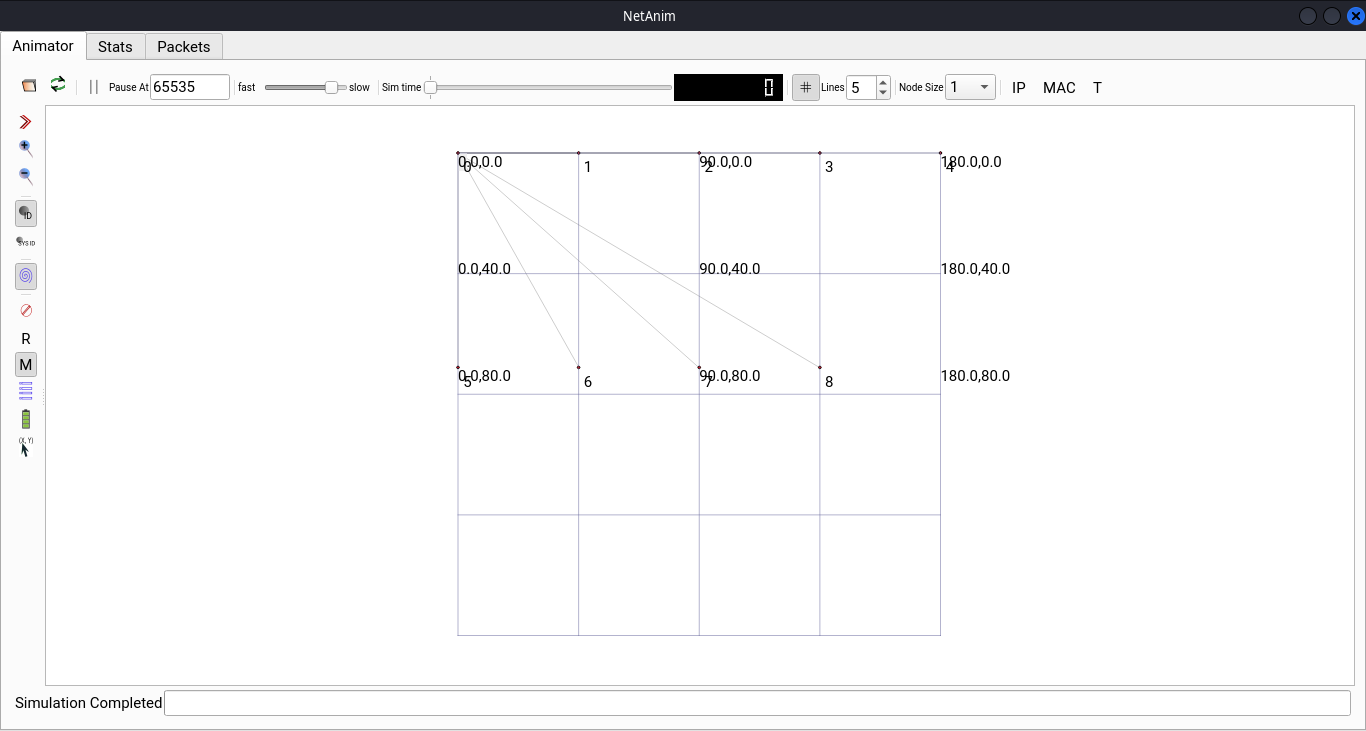 NetAnim
Animator Stats Packets
Pause At 65535 fast slow Sim time 0 # Lines 5 Node Size 1 IP MAC T
ID
SYS ID
R
M
(X, Y)
0.0,0.0 90.0,0.0 180.0,0.0
0 1 2 3 4
0.0,40.0 90.0,40.0 180.0,40.0
0.0,80.0 90.0,80.0 180.0,80.0
5 6 7 8
Simulation Completed